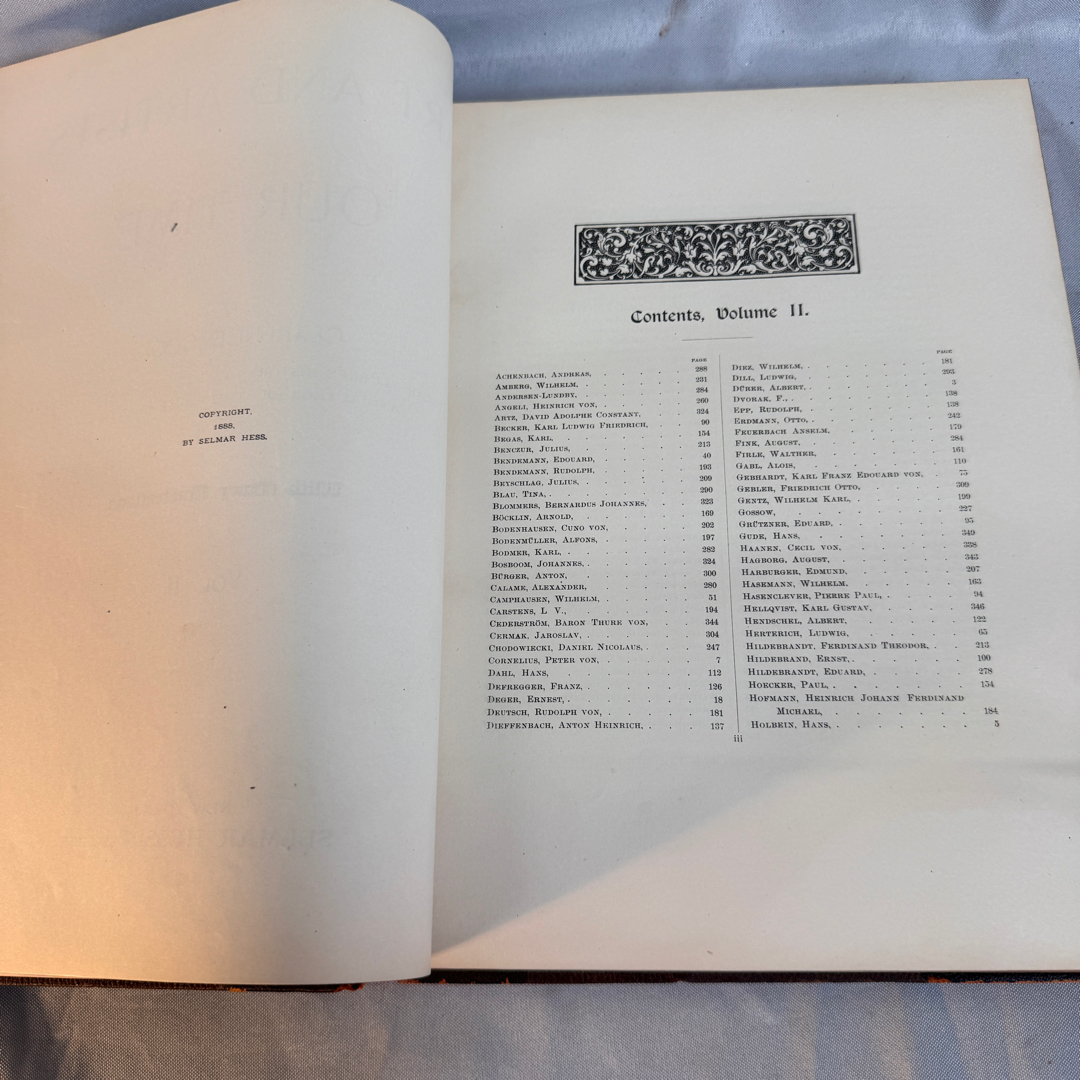 COPYRIGHT,
1888,
BY SELMAR HESS.
Contents, Volume II.
PAGE
ACHENBACH, ANDREAS, . . . . . 288
AMBERG, WILHELM, . . . . . . 231
ANDERSEN-LUNDBY, . . . . . . 284
ANGELI, HEINRICH VON, . . . . . 260
ARTZ, DAVID ADOLPHE CONSTANT, . . . 324
BECKER, KARL LUDWIG FRIEDRICH, . . . 90
BEGAS, KARL, . . . . . . . 154
BENCZUR, JULIUS, . . . . . . 213
BENDEMANN, EDOUARD, . . . . . 40
BENDEMANN, RUDOLPH, . . . . . 193
BEYSCHLAG, JULIUS, . . . . . . 209
BLAU, TINA, . . . . . . . 290
BLOMMERS, BERNARDUS JOHANNES, . . 323
BÖCKLIN, ARNOLD, . . . . . . 169
BODENHAUSEN, CUNO VON, . . . . 202
BODENMÜLLER, ALFONS, . . . . . 197
BODMER, KARL, . . . . . . 282
BOSBOOM, JOHANNES, . . . . . . 324
BÜRGER, ANTON, . . . . . . 300
CALAME, ALEXANDER, . . . . . 280
CAMPHAUSEN, WILHELM, . . . . . 51
CARSTENS, L V., . . . . . . 194
CEDERSTRÖM, BARON THURE VON, . . 344
CERMAK, JAROSLAV, . . . . . . 304
CHODOWIECKI, DANIEL NICOLAUS, . . . 247
CORNELIUS, PETER VON, . . . . . 7
DAHL, HANS, . . . . . . . 112
DEFREGGER, FRANZ, . . . . . . 126
DEGER, ERNEST, . . . . . . . 18
DEUTSCH, RUDOLPH VON, . . . . . 181
DIEFFENBACH, ANTON HEINRICH, . . . 137
PAGE
DIEZ, WILHELM, . . . . . . 181
DILL, LUDWIG, . . . . . . . 293
DÜRER, ALBERT, . . . . . . . 3
DVORAK, F., . . . . . . . 138
EPP, RUDOLPH, . . . . . . . 138
ERDMANN, OTTO, . . . . . . 242
FEUERBACH ANSELM, . . . . . . 179
FINK, AUGUST, . . . . . . . 284
FIRLE, WALTHER, . . . . . . 161
GABL, ALOIS, . . . . . . . 110
GEBHARDT, KARL FRANZ EDOUARD VON, . 75
GEBLER, FRIEDRICH OTTO, . . . . . 309
GENTZ, WILHELM KARL, . . . . . 199
GOSSOW, . . . . . . . . 227
GRÜTZNER, EDUARD, . . . . . . 95
GUDE, HANS, . . . . . . . 349
HAANEN, CECIL VON, . . . . . . 338
HAGBORG, AUGUST, . . . . . . 343
HARBURGER, EDMUND, . . . . . 207
HASEMANN, WILHELM, . . . . . . 163
HASENCLEVER, PIERRE PAUL, . . . . 94
HELLQVIST, KARL GUSTAV, . . . . 346
HENDSCHEL, ALBERT, . . . . . . 122
HERTERICH, LUDWIG, . . . . . . 65
HILDEBRANDT, FERDINAND THEODOR, . . 213
HILDEBRAND, ERNST, . . . . . . 100
HILDEBRANDT, EDUARD, . . . . . 278
HOECKER, PAUL, . . . . . . . 154
HOFMANN, HEINRICH JOHANN FERDINAND
MICHAEL, . . . . . . 184
HOLBEIN, HANS, . . . . . . . 5
iii